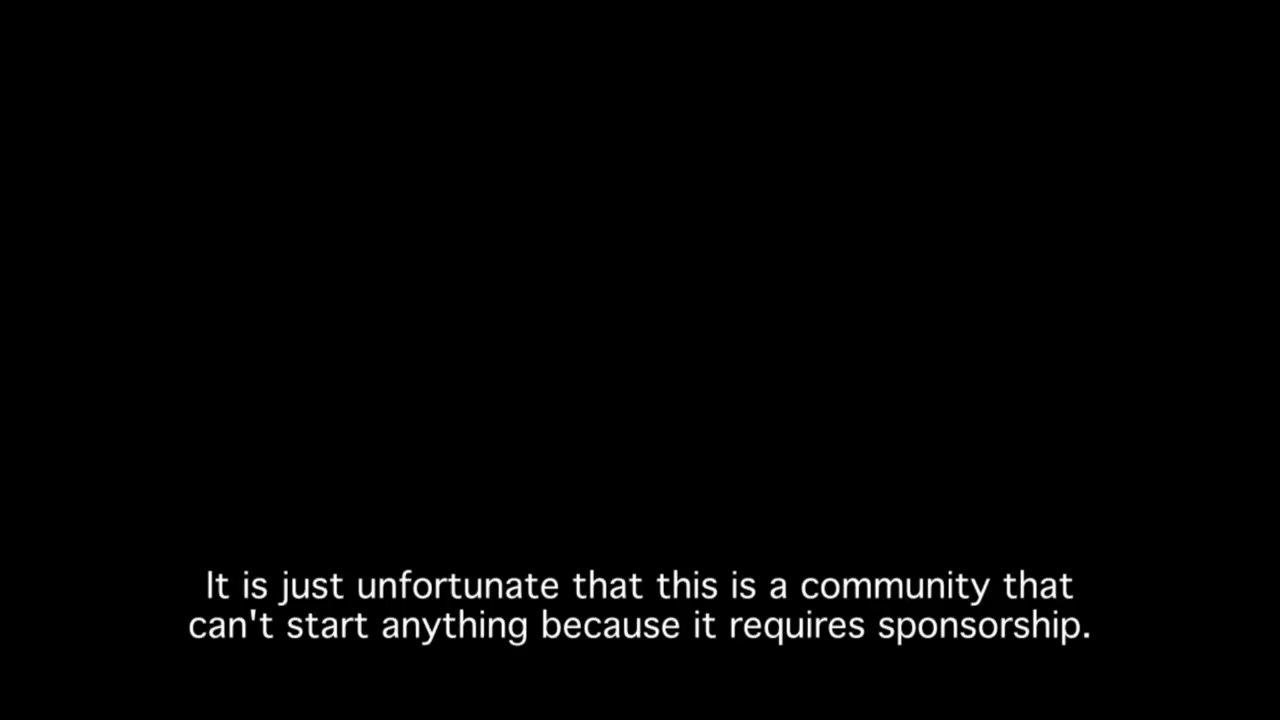 It is just unfortunate that this is a community that
can't start anything because it requires sponsorship.